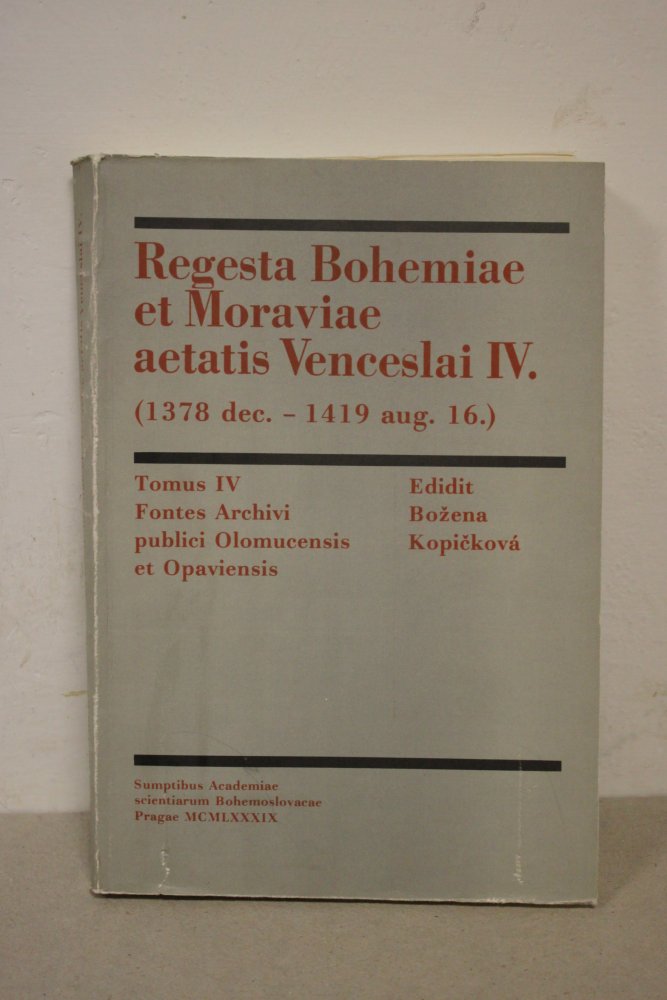 Regesta Bohemiae
et Moraviae
aetatis Venceslai IV.
(1378 dec. – 1419 aug. 16.)
Tomus IV
Fontes Archivi
publici Olomucensis
et Opaviensis
Edidit
Božena
Kopičková
Sumptibus Academiae
scientiarum Bohemoslovacae
Pragae MCMLXXXIX